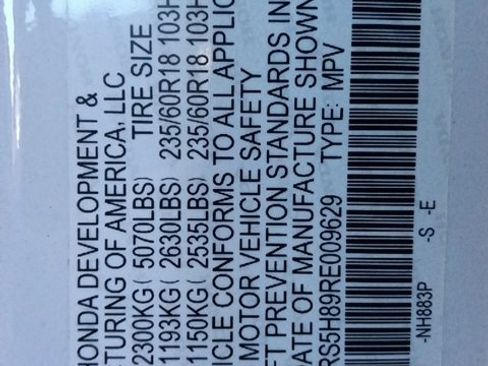 HONDA DEVELOPMENT &
CTURING OF AMERICA, LLC
2300KG( 5070LBS) TIRE SIZE
1193KG( 2630LBS) 235/60R18 103H
1150KG( 2535LBS) 235/60R18 103H
ICLE CONFORMS TO ALL APPLIC
MOTOR VEHICLE SAFETY
FT PREVENTION STANDARDS IN
DATE OF MANUFACTURE SHOWN
RS5H89RE009629 TYPE: MPV
-NH883P -S -E